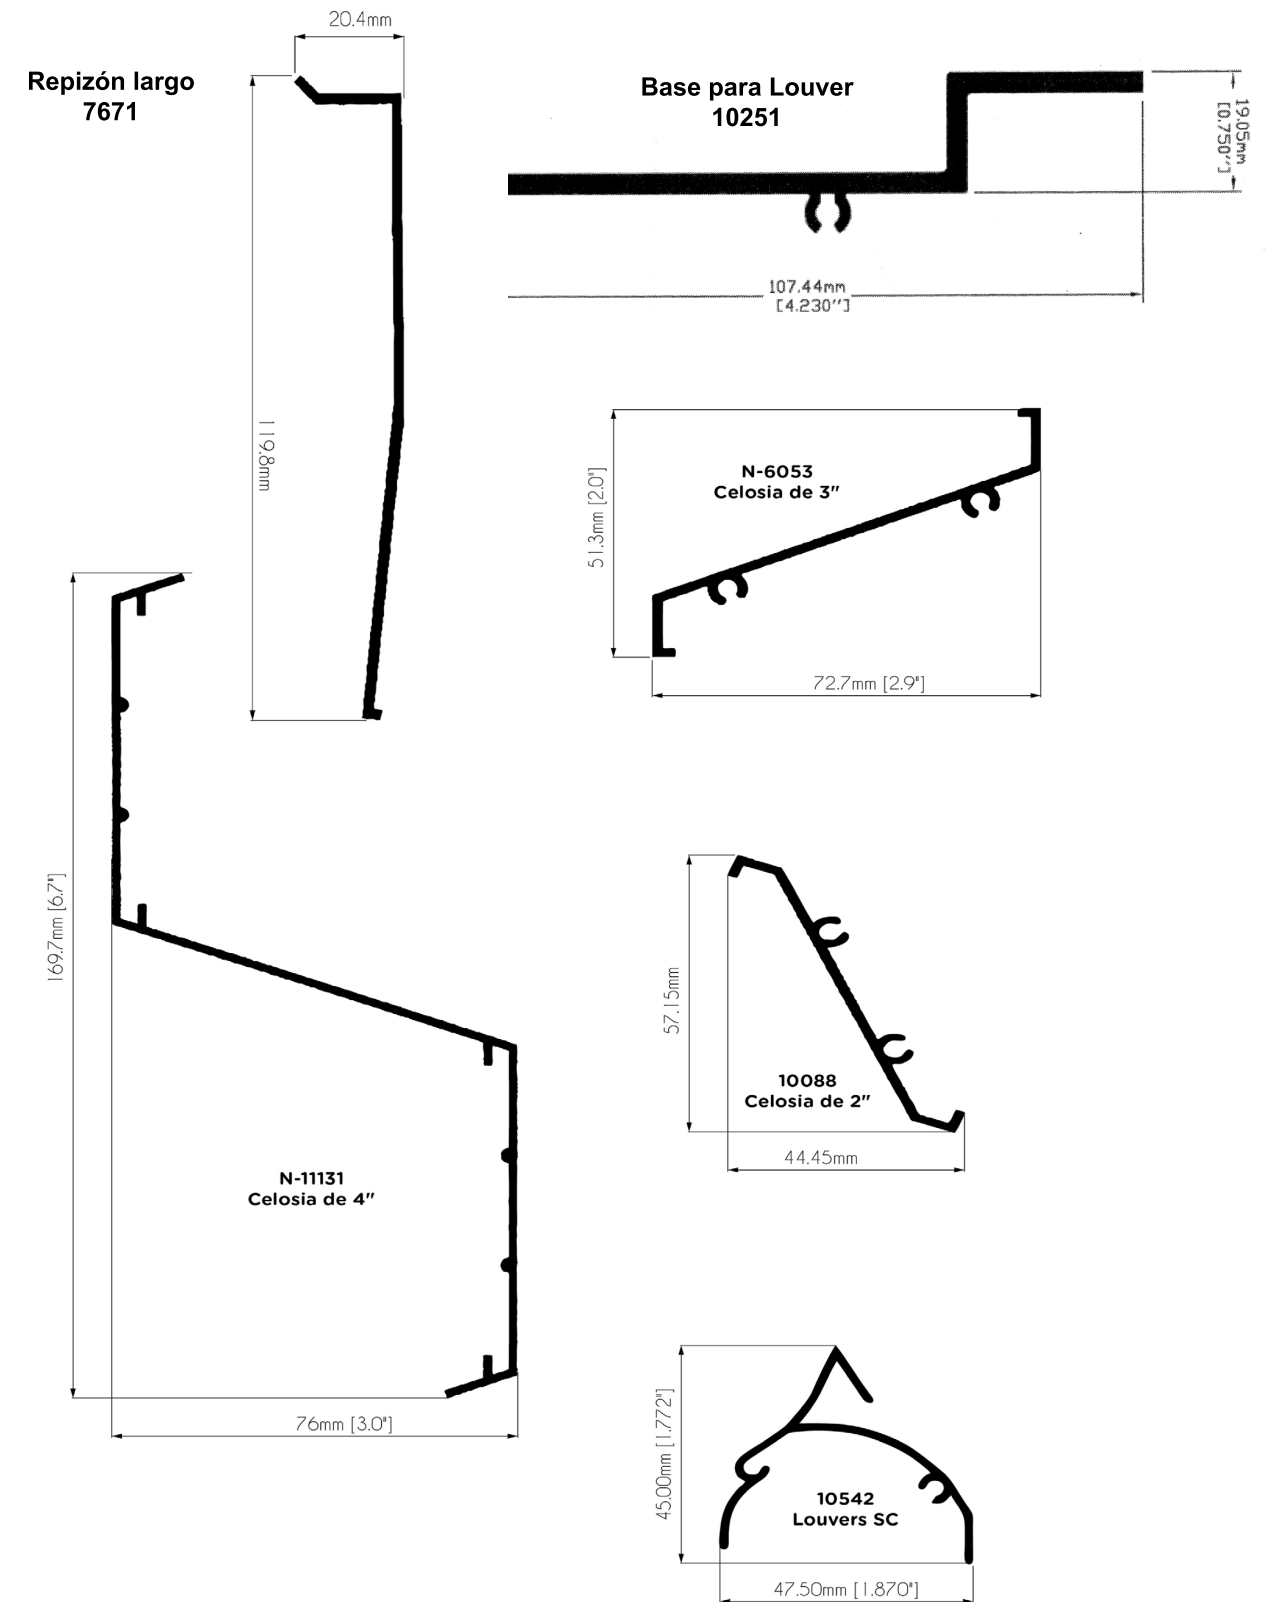 20.4mm
Repizón largo
7671
Base para Louver
10251
19.05mm
[0.750'']
107.44mm
[4.230'']
119.8mm
N-6053
Celosia de 3"
51.3mm [2.0"]
72.7mm [2.9"]
169.7mm [6.7"]
N-11131
Celosia de 4"
76mm [3.0"]
57.15mm
10088
Celosia de 2"
44.45mm
45.00mm [1.772"]
10542
Louvers SC
47.50mm [1.870"]